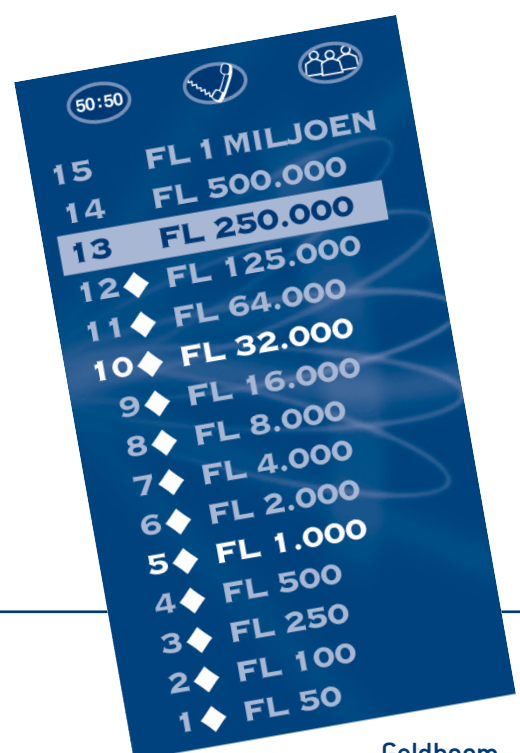 50:50
15 FL 1 MILJOEN
14 FL 500.000
13 FL 250.000
12 FL 125.000
11 FL 64.000
10 FL 32.000
9 FL 16.000
8 FL 8.000
7 FL 4.000
6 FL 2.000
5 FL 1.000
4 FL 500
3 FL 250
2 FL 100
1 FL 50
Geldboom